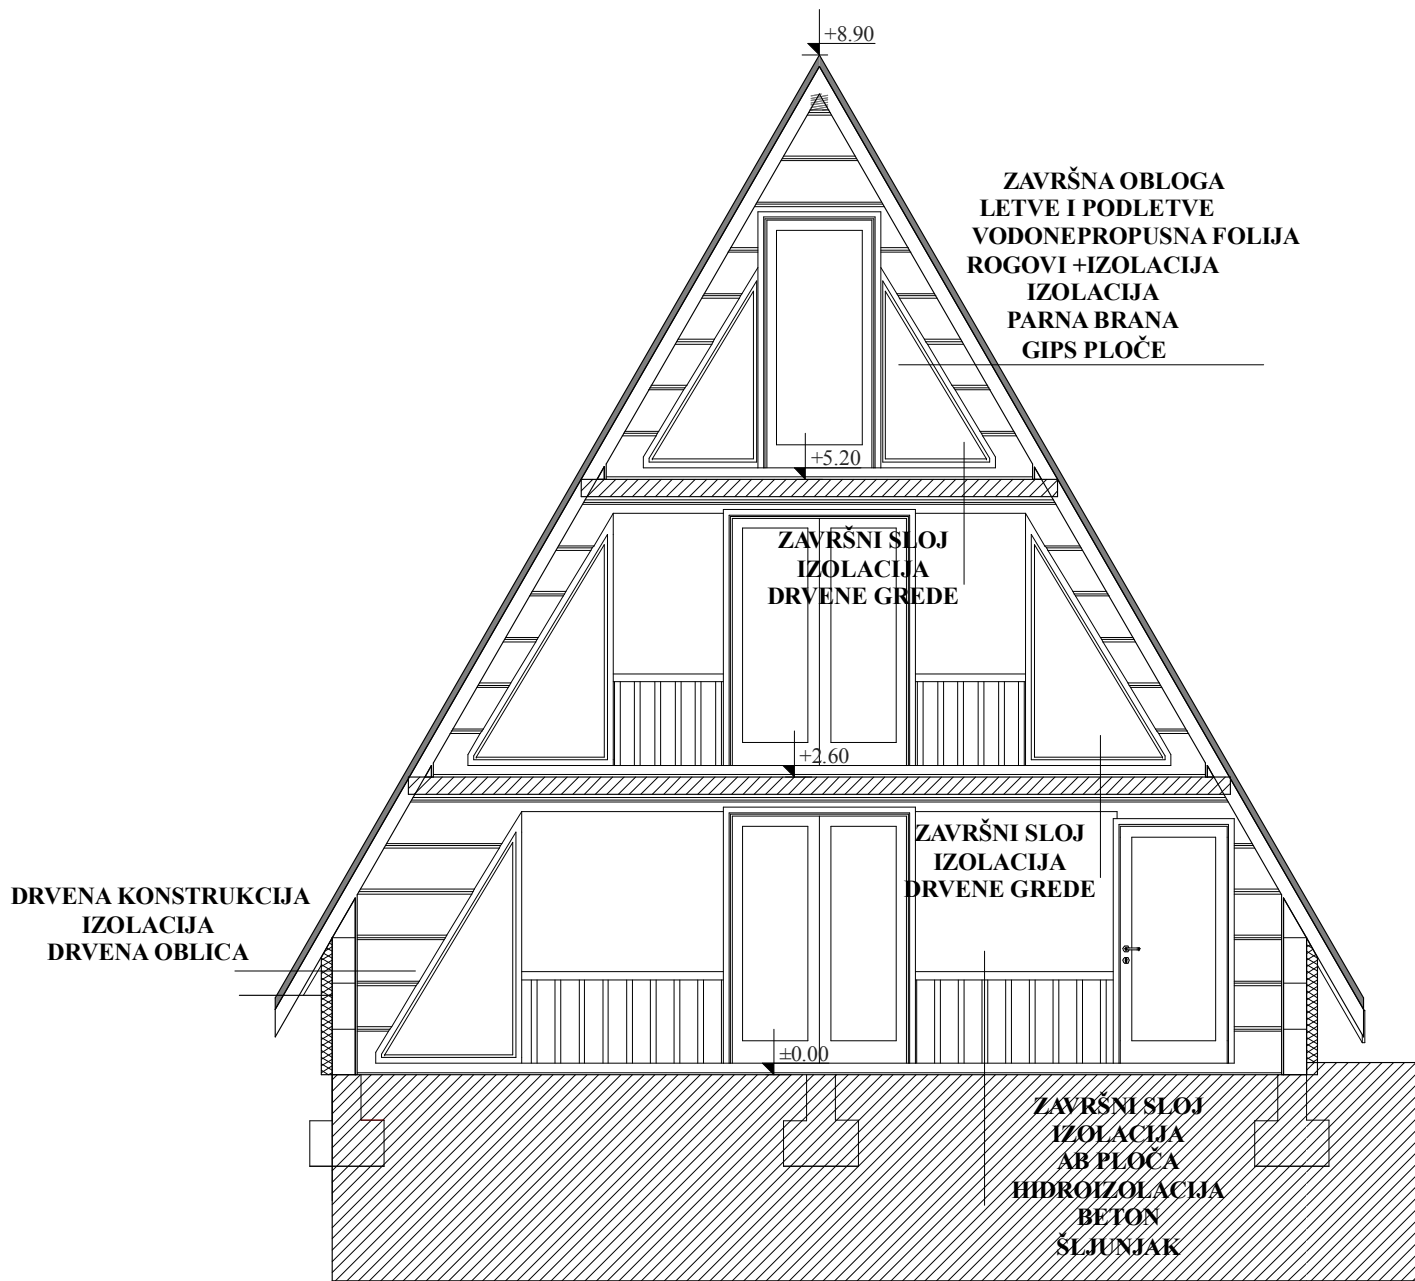 +8.90
ZAVRŠNA OBLOGA
LETVE I PODLETVE
VODONEPROPUSNA FOLIJA
ROGOVI +IZOLACIJA
IZOLACIJA
PARNA BRANA
GIPS PLOČE
+5.20
ZAVRŠNI SLOJ
IZOLACIJA
DRVENE GREDE
+2.60
ZAVRŠNI SLOJ
IZOLACIJA
DRVENE GREDE
DRVENA KONSTRUKCIJA
IZOLACIJA
DRVENA OBLICA
±0.00
ZAVRŠNI SLOJ
IZOLACIJA
AB PLOČA
HIDROIZOLACIJA
BETON
ŠLJUNJAK